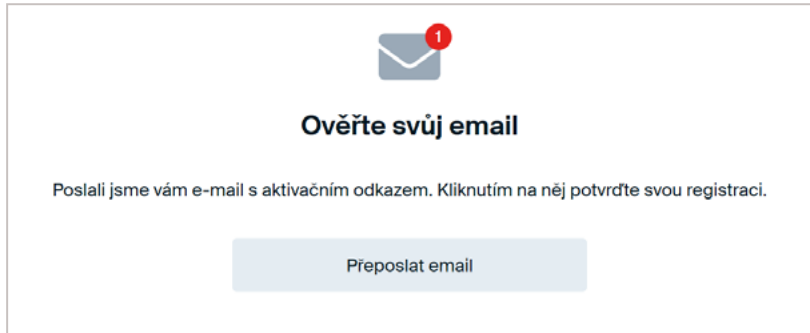 1
Ověřte svůj email
Poslali jsme vám e-mail s aktivačním odkazem. Kliknutím na něj potvrďte svou registraci.
Přeposlat email